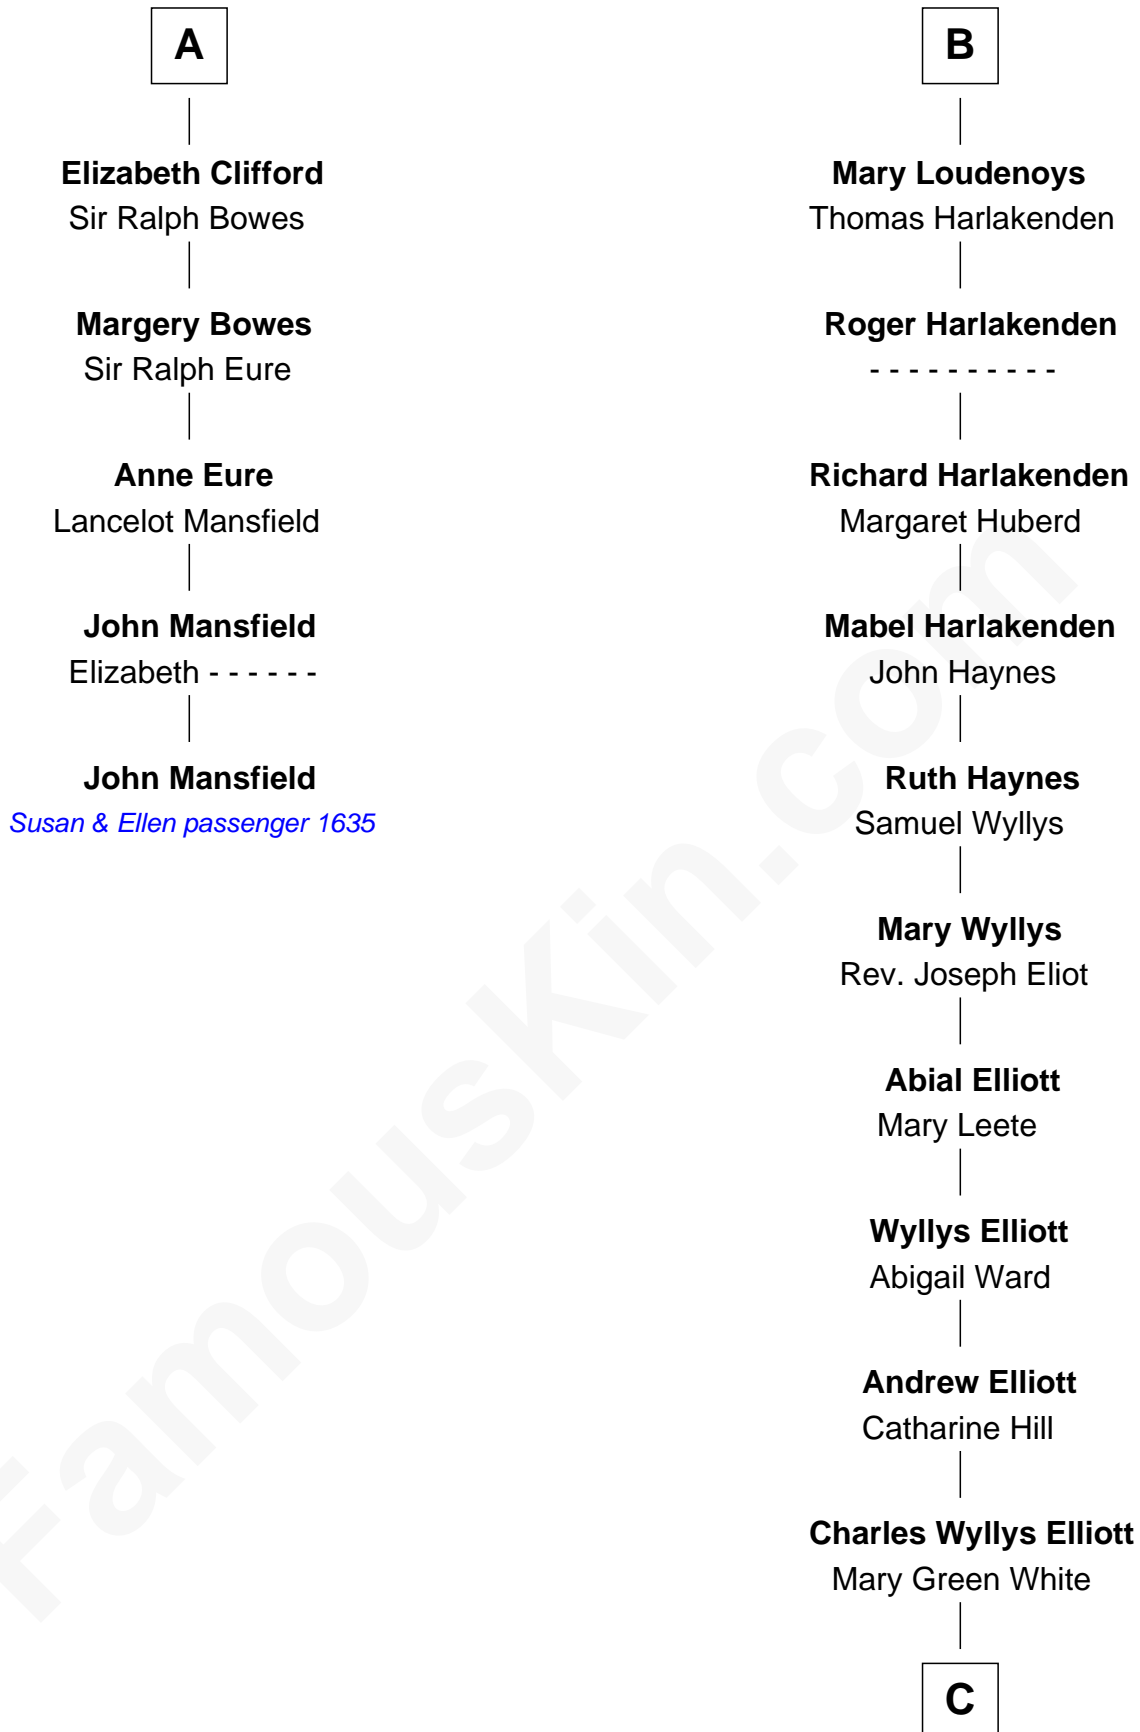 A
Elizabeth Clifford
Sir Ralph Bowes
Margery Bowes
Sir Ralph Eure
Anne Eure
Lancelot Mansfield
John Mansfield
Elizabeth - - - - - -
John Mansfield
Susan & Ellen passenger 1635
B
Mary Loudenoys
Thomas Harlakenden
Roger Harlakenden
- - - - - - - - - -
Richard Harlakenden
Margaret Huberd
Mabel Harlakenden
John Haynes
Ruth Haynes
Samuel Wyllys
Mary Wyllys
Rev. Joseph Eliot
Abial Elliott
Mary Leete
Wyllys Elliott
Abigail Ward
Andrew Elliott
Catharine Hill
Charles Wyllys Elliott
Mary Green White
C
FamousKin.com